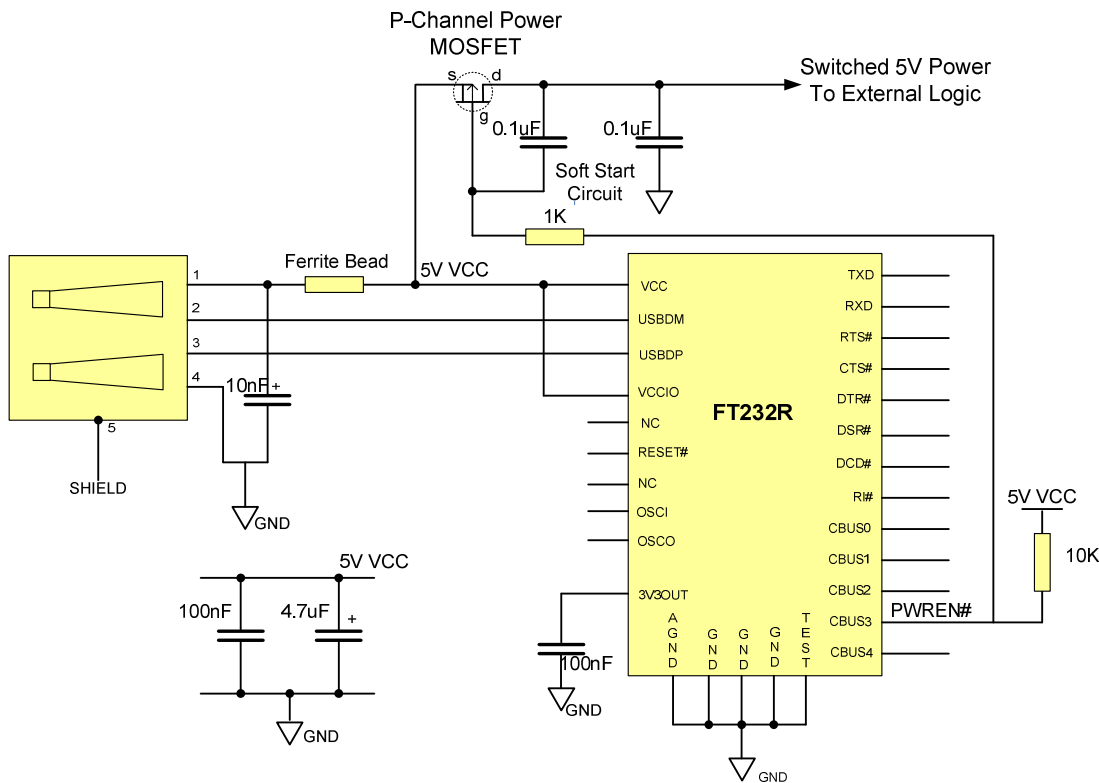 P-Channel Power
MOSFET
s
d
g
Switched 5V Power
To External Logic
0.1uF
0.1uF
Soft Start
Circuit
1K
Ferrite Bead
5V VCC
1
2
3
4
5
SHIELD
10nF
+
GND
VCC
USBDM
USBDP
VCCIO
NC
RESET#
NC
OSCI
OSCO
3V3OUT
FT232R
TXD
RXD
RTS#
CTS#
DTR#
DSR#
DCD#
RI#
CBUS0
CBUS1
CBUS2
CBUS3
CBUS4
PWREN#
5V VCC
10K
AGND
GND
GND
GND
TEST
5V VCC
100nF
4.7uF
+
GND
100nF
GND
GND